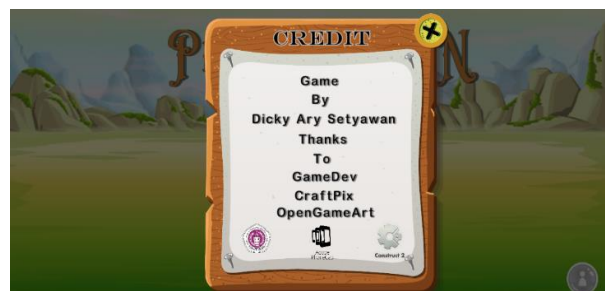 CREDIT
Game
By
Dicky Ary Setyawan
Thanks
To
GameDev
CraftPix
OpenGameArt
Construct 2